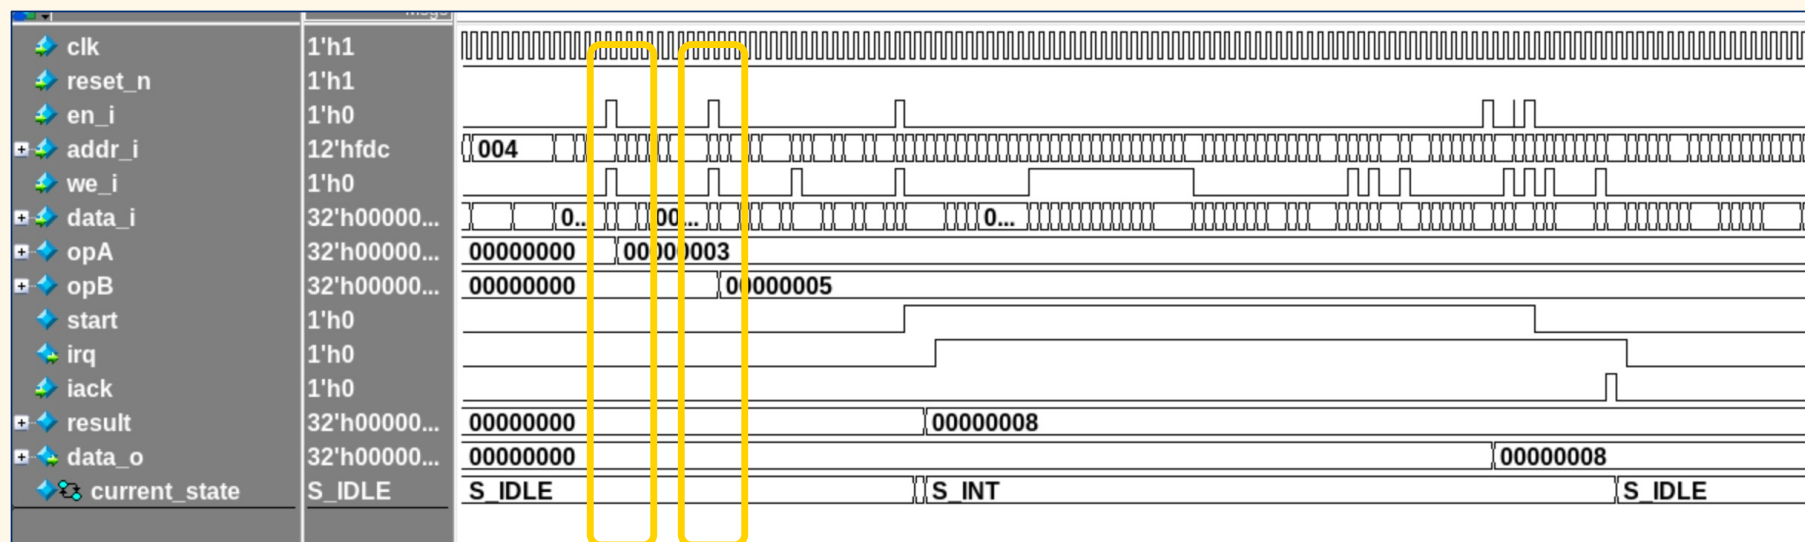 Msgs
clk 1'h1
reset_n 1'h1
en_i 1'h0
addr_i 12'hfdc 004
we_i 1'h0
data_i 32'h00000... 0... 00... 0...
opA 32'h00000... 00000000 00000003
opB 32'h00000... 00000000 00000005
start 1'h0
irq 1'h0
iack 1'h0
result 32'h00000... 00000000 00000008
data_o 32'h00000... 00000000 00000008
current_state S_IDLE S_IDLE S_INT S_IDLE